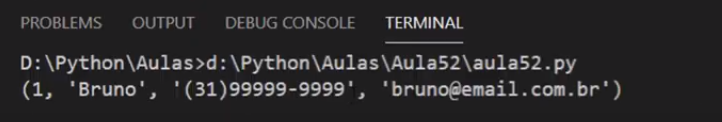 PROBLEMS OUTPUT DEBUG CONSOLE TERMINAL
D:\Python\Aulas>d:\Python\Aulas\Aula52\aula52.py
(1, 'Bruno', '(31)99999-9999', 'bruno@email.com.br')